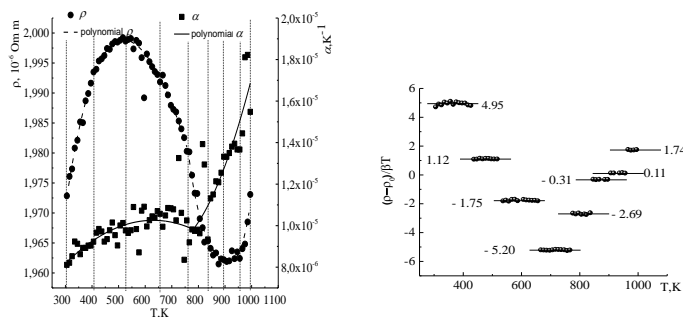 ρ α
polynomial ρ polynomial α
ρ, 10⁻⁶ Om m
2,000
1,995
1,990
1,985
1,980
1,975
1,970
1,965
1,960
300 400 500 600 700 800 900 1000 1100
T,K
2,0x10⁻⁵
1,8x10⁻⁵
1,6x10⁻⁵
1,4x10⁻⁵
1,2x10⁻⁵
1,0x10⁻⁵
8,0x10⁻⁶
α,K⁻¹
(ρ−ρ₀)/βT
6
4
2
0
-2
-4
-6
4.95
1.12
- 1.75
- 5.20
- 2.69
- 0.31
0.11
1.74
400 600 800 1000 T,K